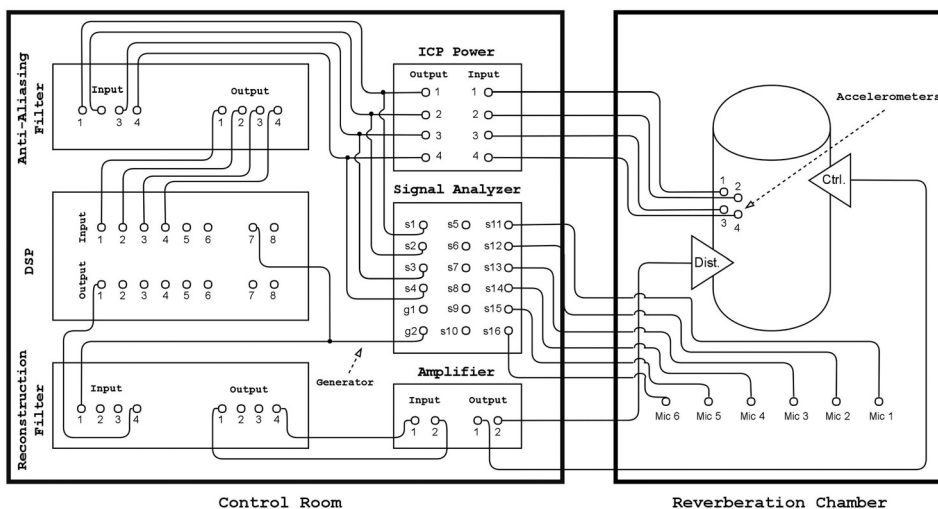 Anti-Aliasing
Filter
Input
Output
1 3 4
1 2 3 4
ICP Power
Output Input
1 1
2 2
3 3
4 4
DSP
Input
1 2 3 4 5 6 7 8
Output
1 2 3 4 5 6 7 8
Signal Analyzer
s1 s5 s11
s2 s6 s12
s3 s7 s13
s4 s8 s14
g1 s9 s15
g2 s10 s16
Generator
Reconstruction
Filter
Input
Output
1 2 3 4
1 2 3 4
Amplifier
Input Output
1 2 1 2
Control Room
Accelerometers
1 2
3 4
Ctrl.
Dist.
Mic 6 Mic 5 Mic 4 Mic 3 Mic 2 Mic 1
Reverberation Chamber